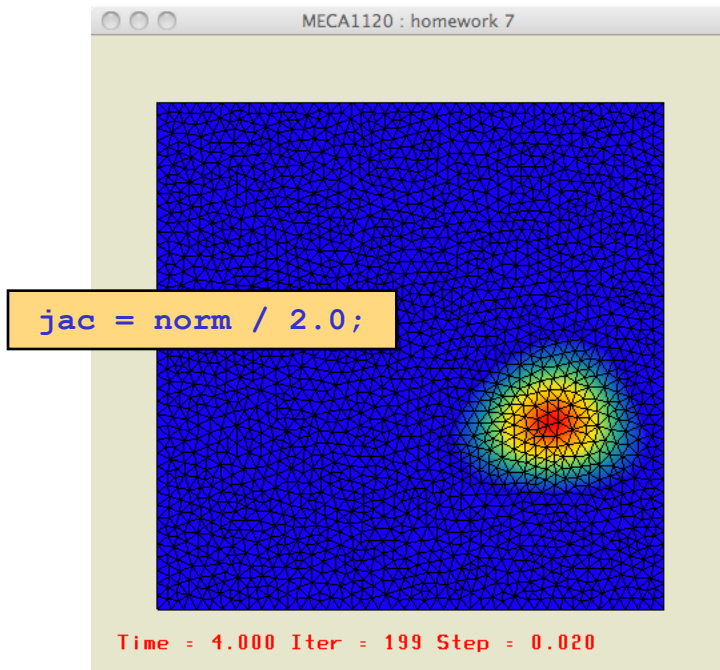 MECA1120 : homework 7
jac = norm / 2.0;
Time = 4.000 Iter = 199 Step = 0.020